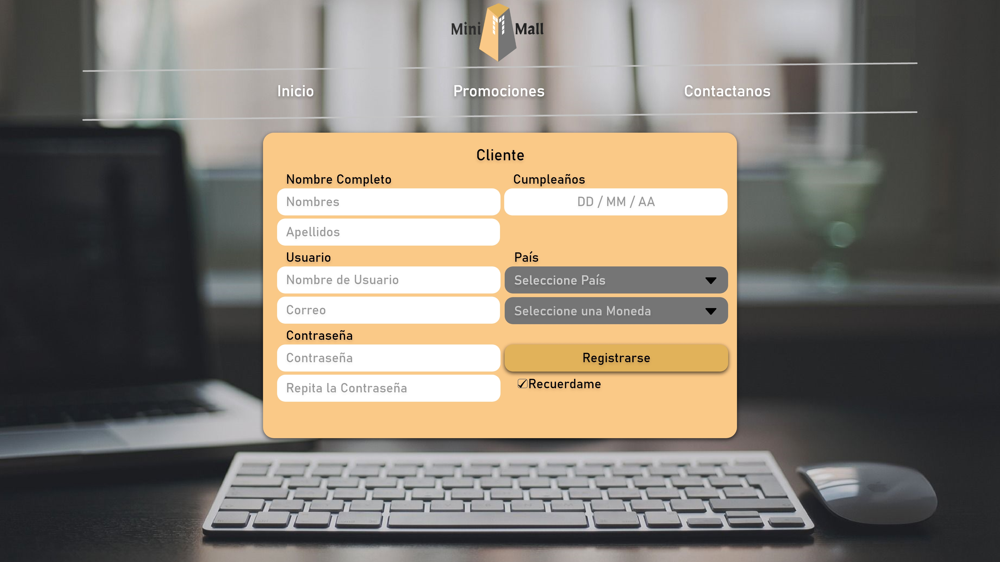 Mini Mall
Inicio Promociones Contactanos
Cliente
Nombre Completo
Nombres
Apellidos
Cumpleaños
DD / MM / AA
Usuario
Nombre de Usuario
Correo
País
Seleccione País
Seleccione una Moneda
Contraseña
Contraseña
Repita la Contraseña
Registrarse
Recuerdame